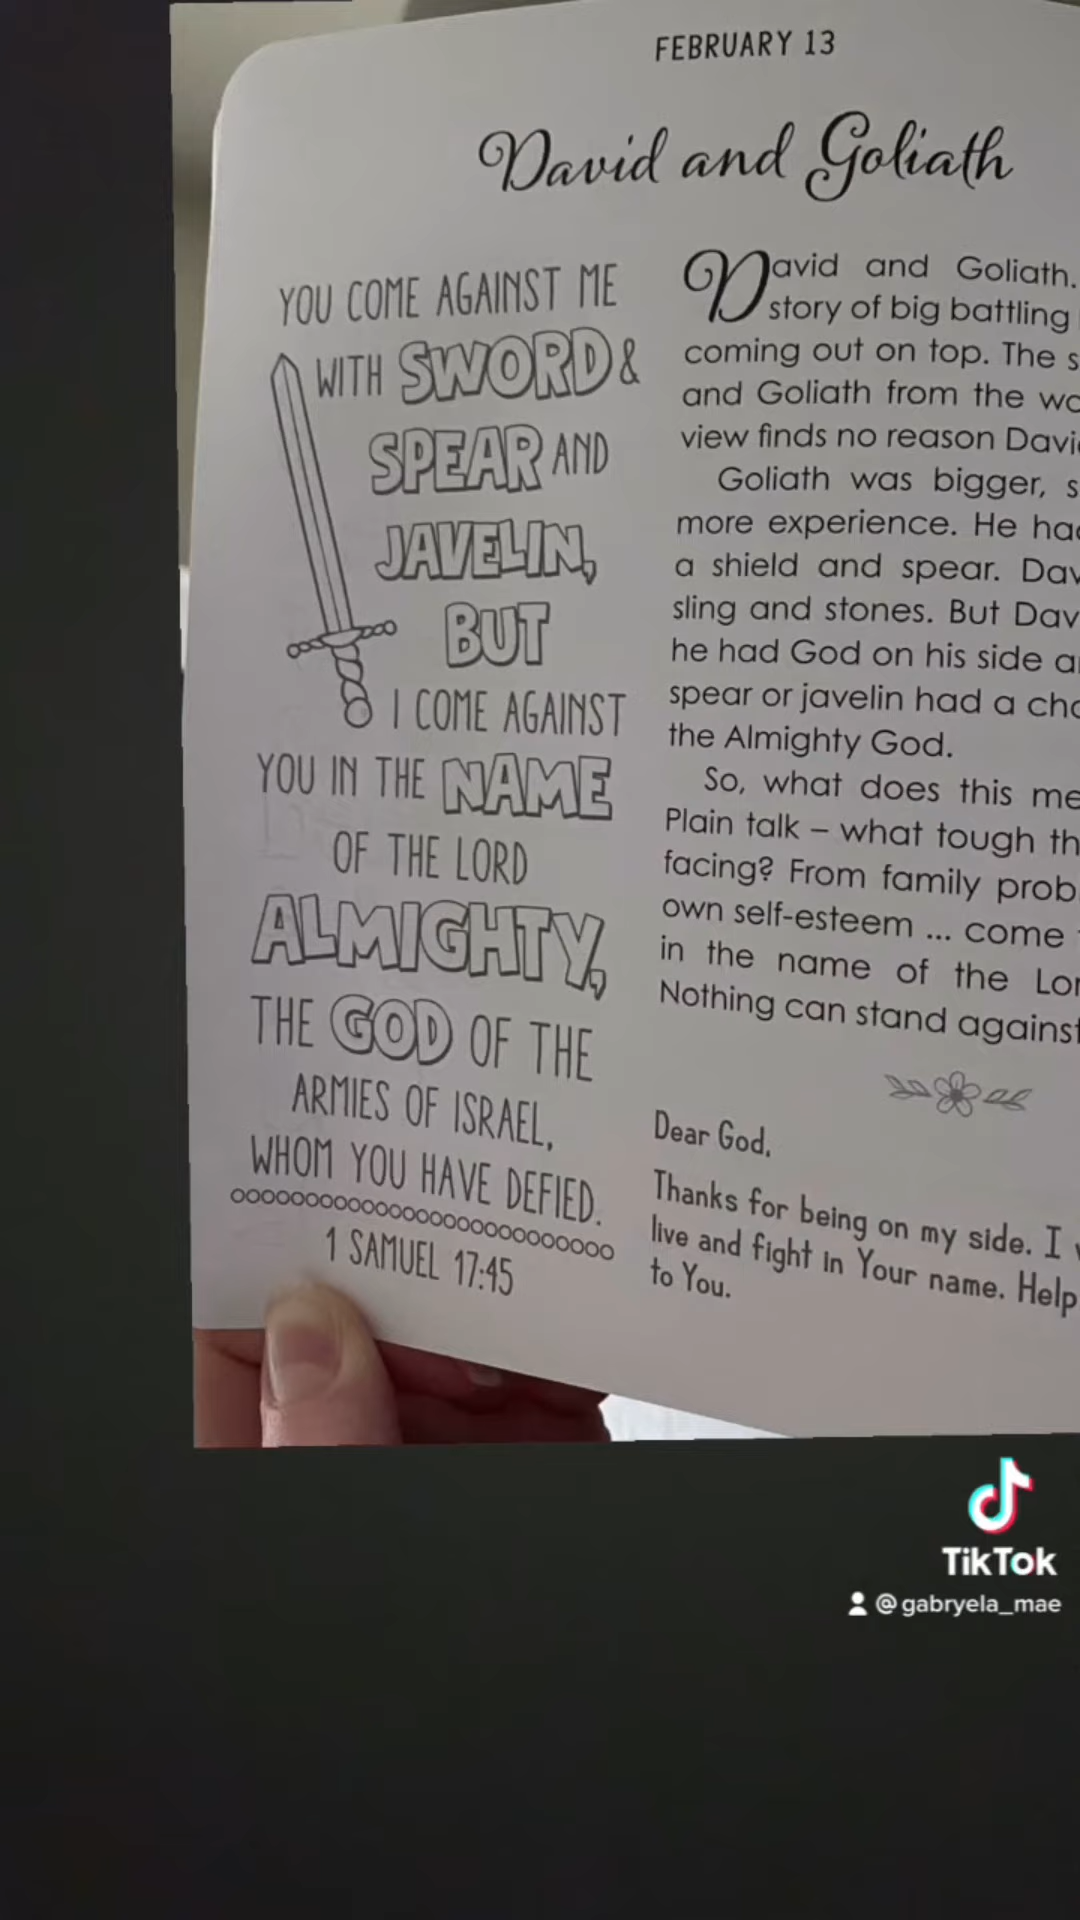 FEBRUARY 13
David and Goliath
YOU COME AGAINST ME
WITH SWORD &
SPEAR AND
JAVELIN,
BUT
I COME AGAINST
YOU IN THE NAME
OF THE LORD
ALMIGHTY,
THE GOD OF THE
ARMIES OF ISRAEL,
WHOM YOU HAVE DEFIED.
1 SAMUEL 17:45
David and Goliath.
story of big battling
coming out on top. The
and Goliath from the
view finds no reason
Goliath was bigger,
more experience. He
a shield and spear.
sling and stones. But
he had God on his side
spear or javelin had a
the Almighty God.
So, what does this
Plain talk – what tough
facing? From family
own self-esteem ... come
in the name of the
Nothing can stand against
Dear God,
Thanks for being on my side. I
live and fight in Your name. Help
to You.
TikTok
@gabryela_mae